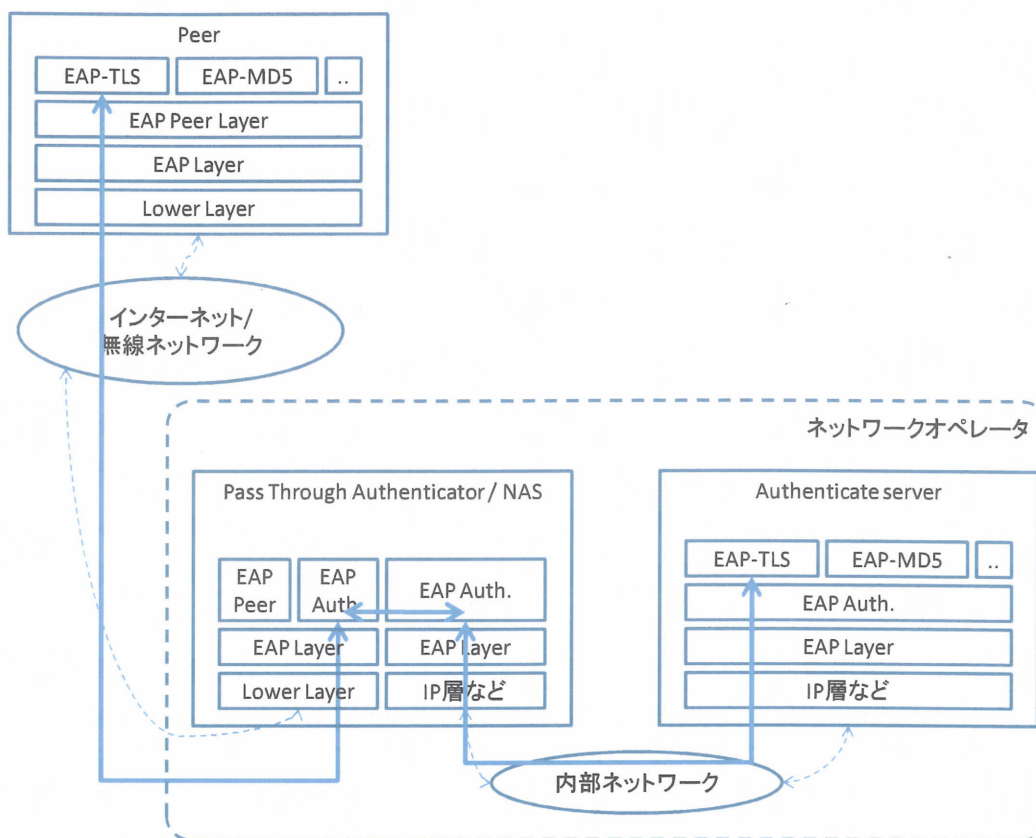 Peer
EAP-TLS EAP-MD5 ..
EAP Peer Layer
EAP Layer
Lower Layer
インターネット/
無線ネットワーク
ネットワークオペレータ
Pass Through Authenticator / NAS
EAP
Peer
EAP
Auth.
EAP Auth.
EAP Layer EAP Layer
Lower Layer IP層など
Authenticate server
EAP-TLS EAP-MD5 ..
EAP Auth.
EAP Layer
IP層など
内部ネットワーク